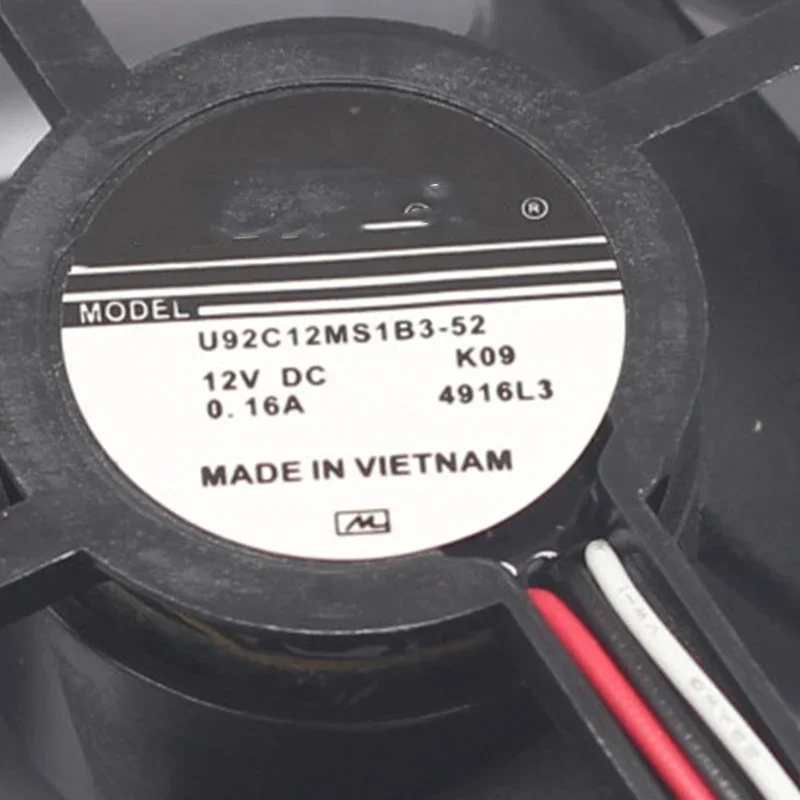 ®
MODEL
U92C12MS1B3-52
12V DC K09
0.16A 4916L3
MADE IN VIETNAM